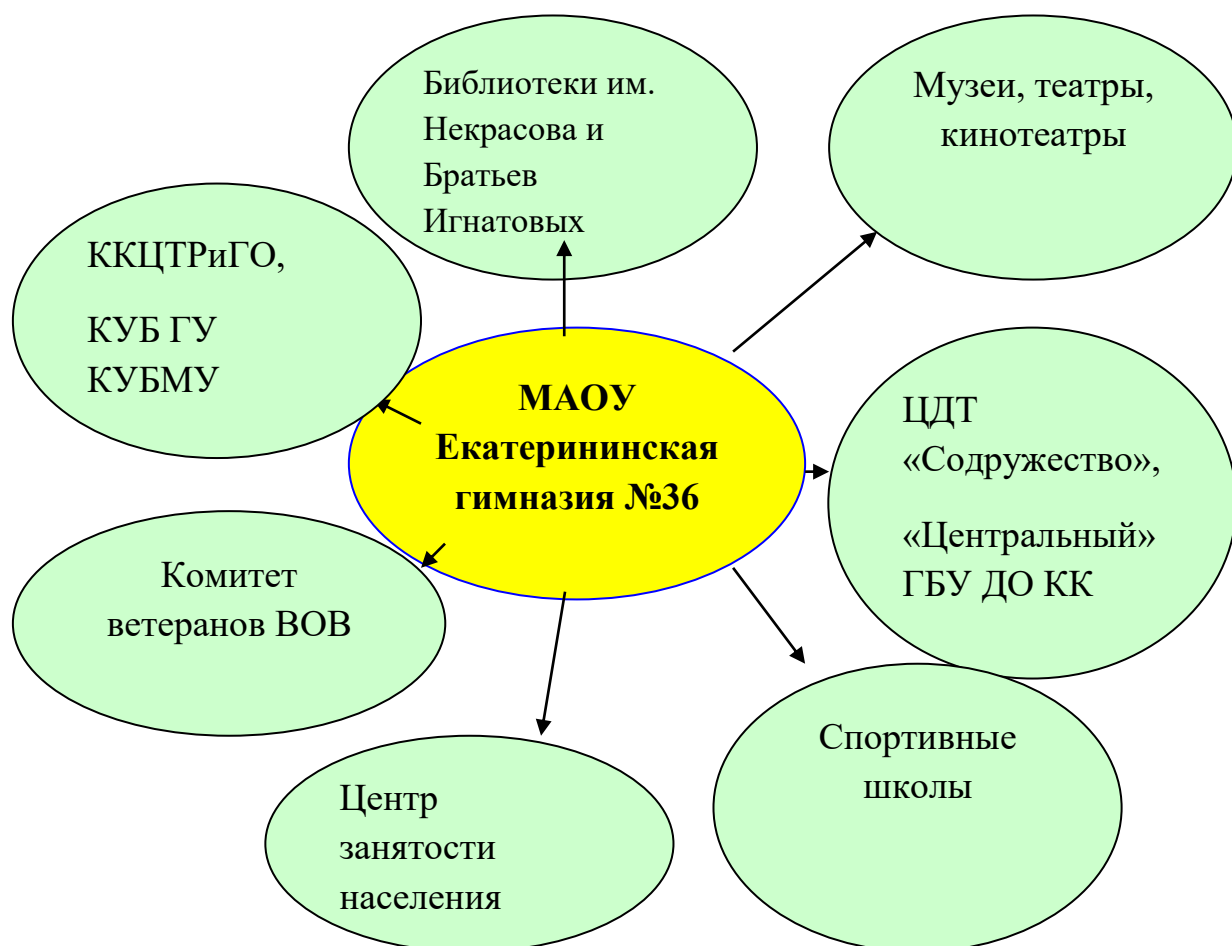 Библиотеки им.
Некрасова и
Братьев
Игнатовых
Музеи, театры,
кинотеатры
ККЦТРиГО,
КУБ ГУ
КУБМУ
МАОУ
Екатерининская
гимназия №36
ЦДТ
«Содружество»,
«Центральный»
ГБУ ДО КК
Комитет
ветеранов ВОВ
Спортивные
школы
Центр
занятости
населения